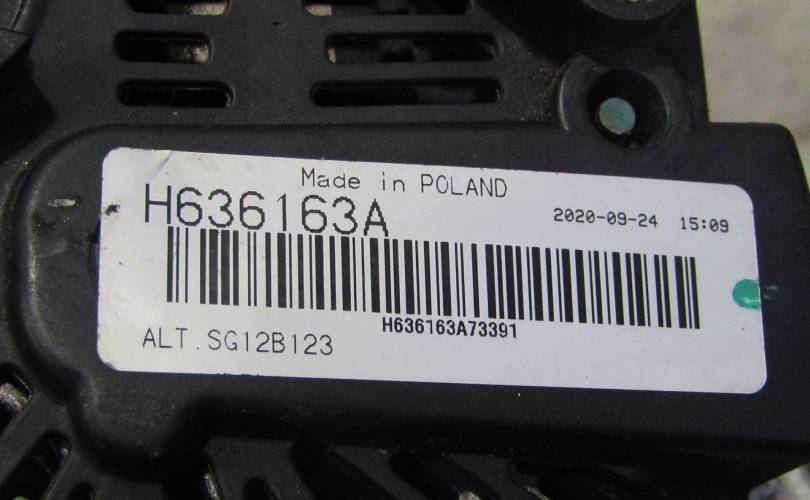 Made in POLAND
H636163A
2020-09-24 15:09
H636163A73391
ALT.SG12B123